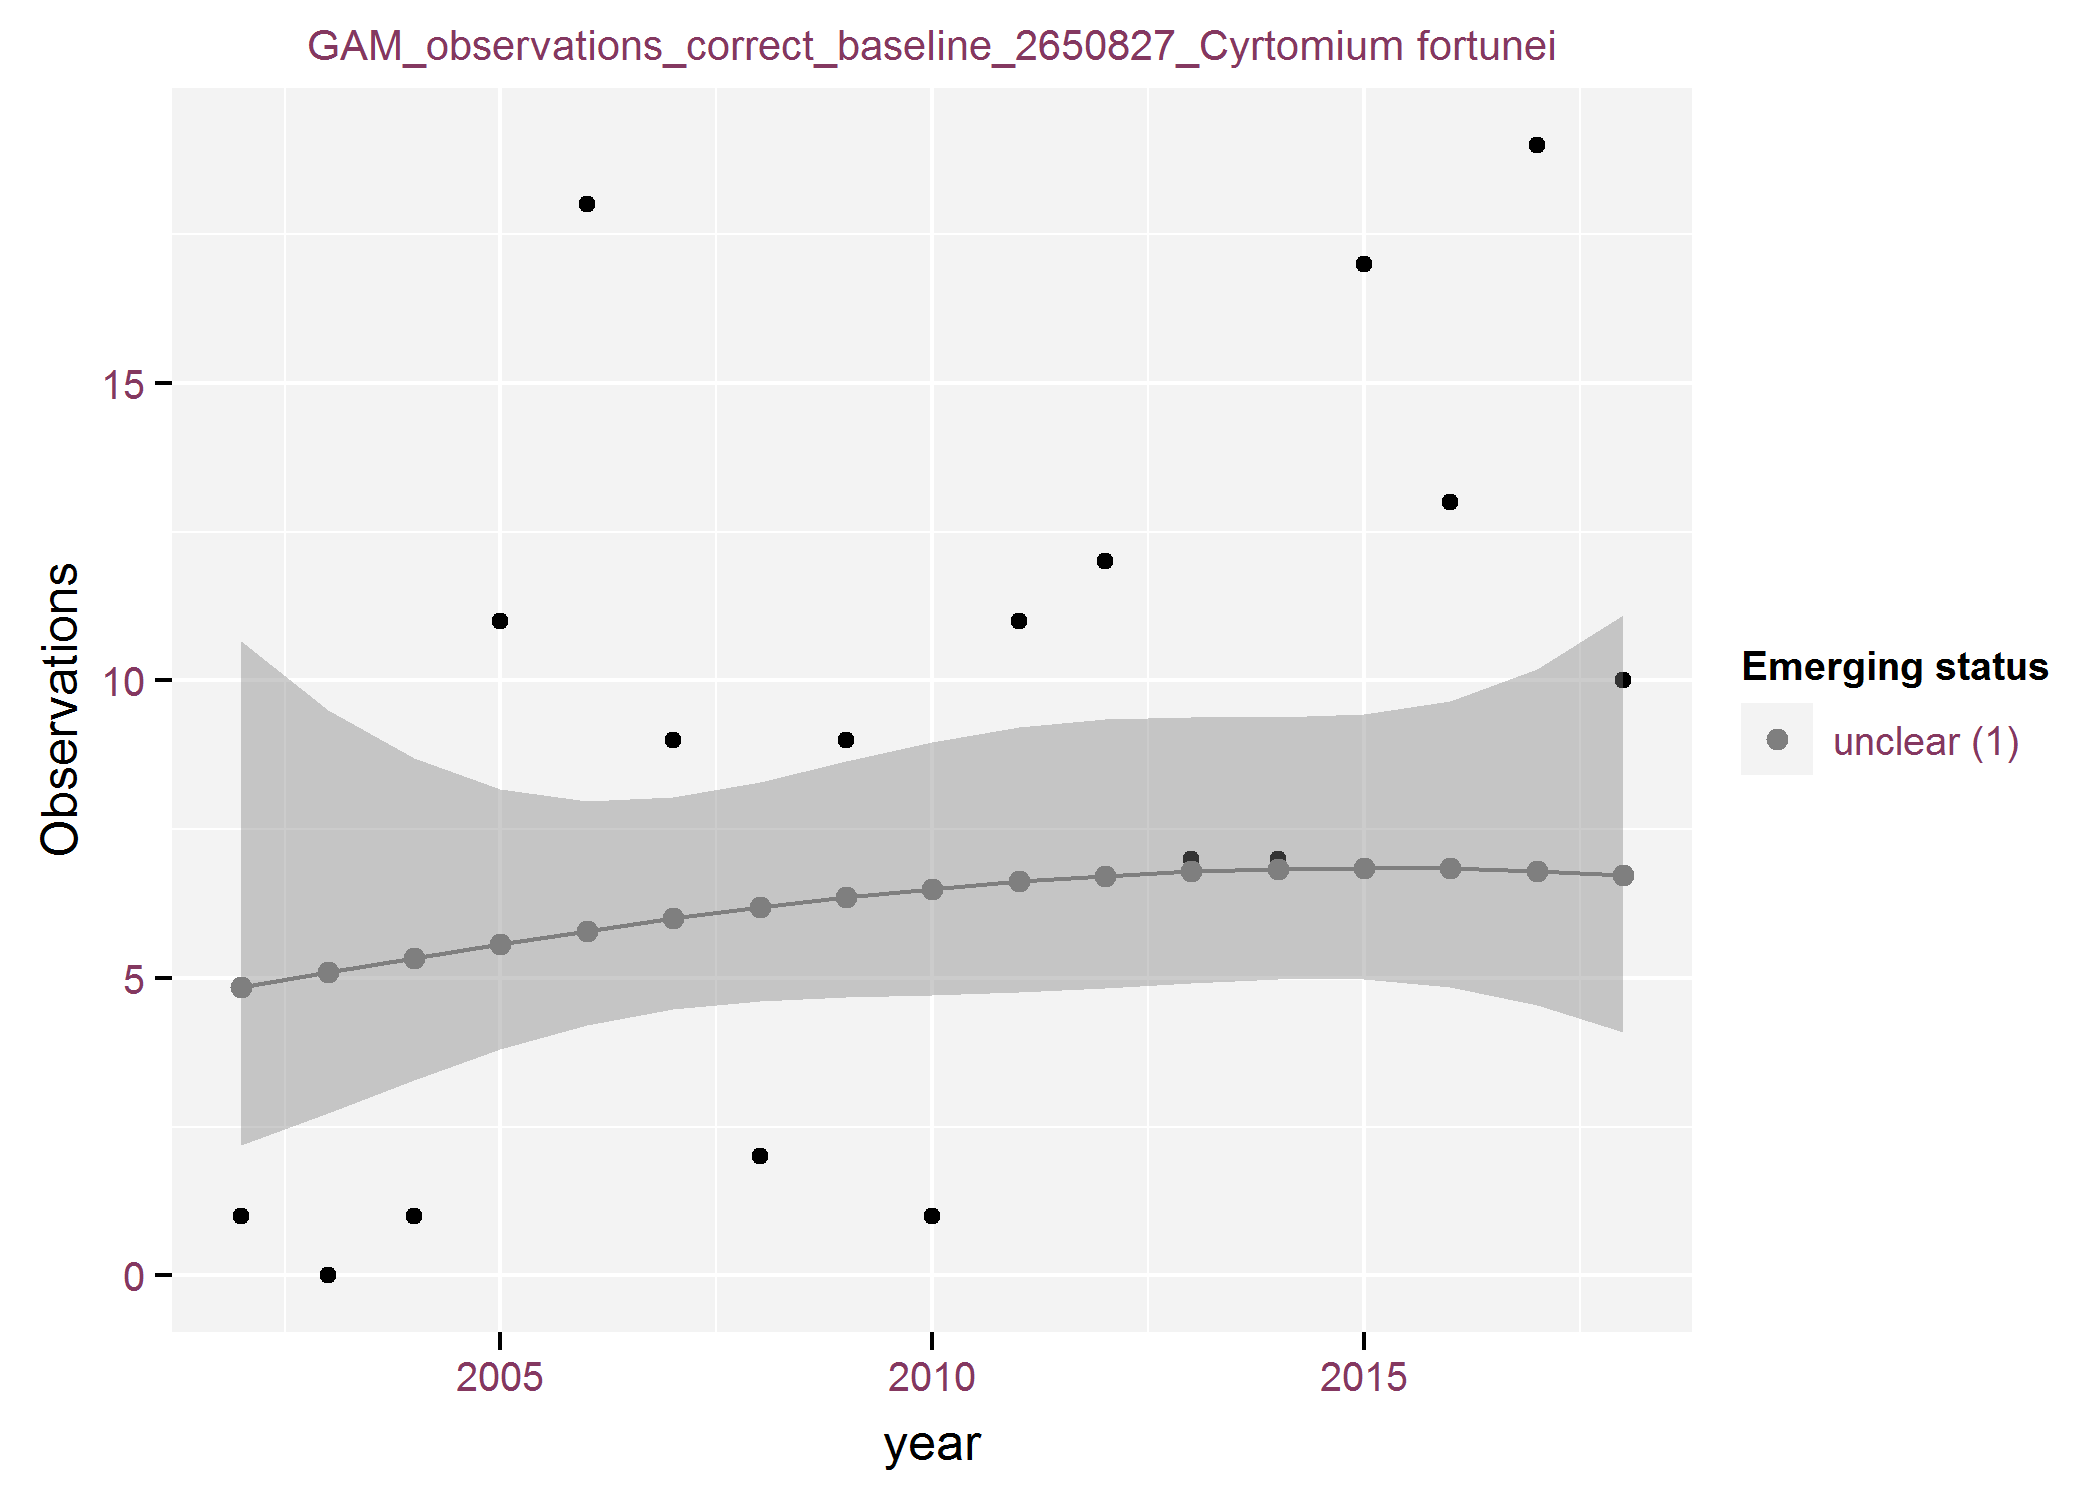 GAM_observations_correct_baseline_2650827_Cyrtomium fortunei
15
10
5
0
Observations
2005 2010 2015
year
Emerging status
unclear (1)